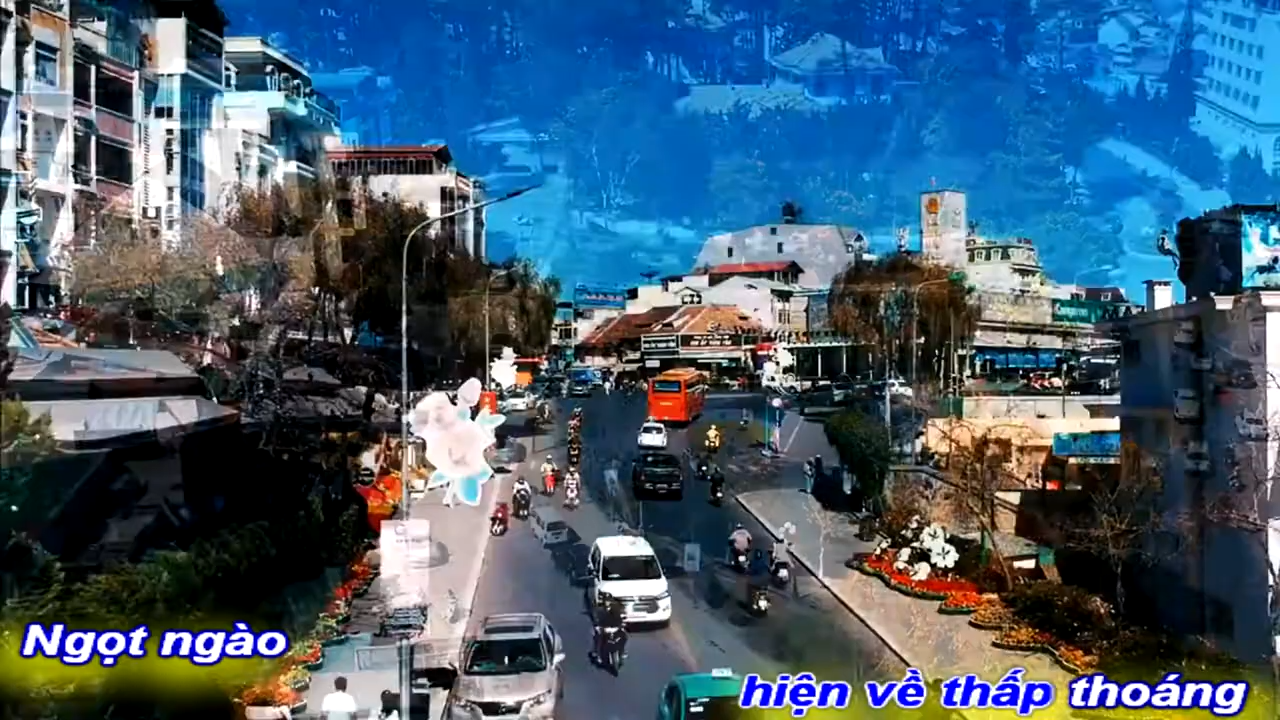 Ngọt ngào
hiện về thấp thoáng